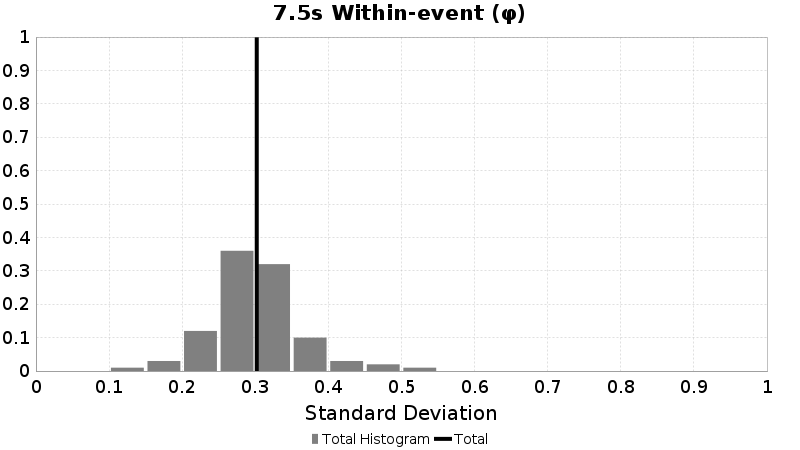 7.5s Within-event (φ)
1
0.9
0.8
0.7
0.6
0.5
0.4
0.3
0.2
0.1
0
0 0.1 0.2 0.3 0.4 0.5 0.6 0.7 0.8 0.9 1
Standard Deviation
Total Histogram Total